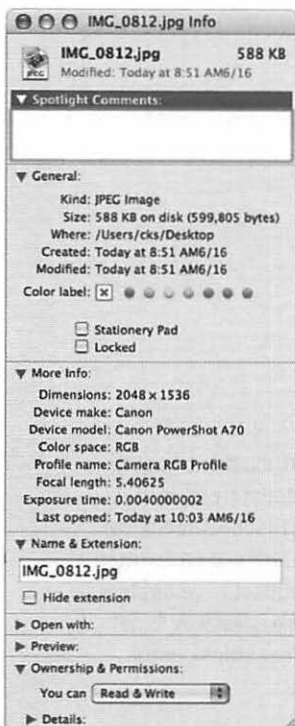 IMG_0812.jpg Info
IMG_0812.jpg 588 KB
Modified: Today at 8:51 AM6/16
JPEG
Spotlight Comments:
General:
Kind: JPEG Image
Size: 588 KB on disk (599,805 bytes)
Where: /Users/cks/Desktop
Created: Today at 8:51 AM6/16
Modified: Today at 8:51 AM6/16
Color label:
Stationery Pad
Locked
More Info:
Dimensions: 2048 × 1536
Device make: Canon
Device model: Canon PowerShot A70
Color space: RGB
Profile name: Camera RGB Profile
Focal length: 5.40625
Exposure time: 0.0040000002
Last opened: Today at 10:03 AM6/16
Name & Extension:
IMG_0812.jpg
Hide extension
Open with:
Preview:
Ownership & Permissions:
You can Read & Write
Details: